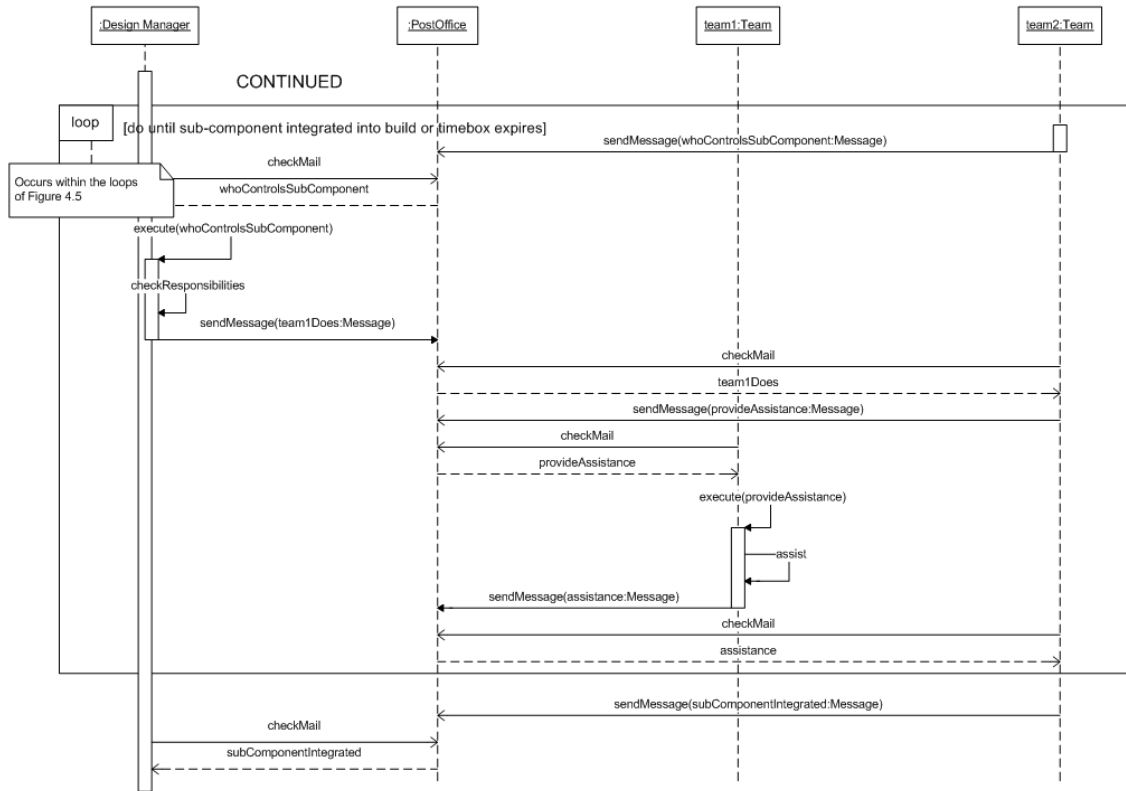 :Design Manager
:PostOffice
team1:Team
team2:Team
CONTINUED
loop
[do until sub-component integrated into build or timebox expires]
sendMessage(whoControlsSubComponent:Message)
checkMail
Occurs within the loops
of Figure 4.5
whoControlsSubComponent
execute(whoControlsSubComponent)
checkResponsibilities
sendMessage(team1Does:Message)
checkMail
team1Does
sendMessage(provideAssistance:Message)
checkMail
provideAssistance
execute(provideAssistance)
assist
sendMessage(assistance:Message)
checkMail
assistance
sendMessage(subComponentIntegrated:Message)
checkMail
subComponentIntegrated